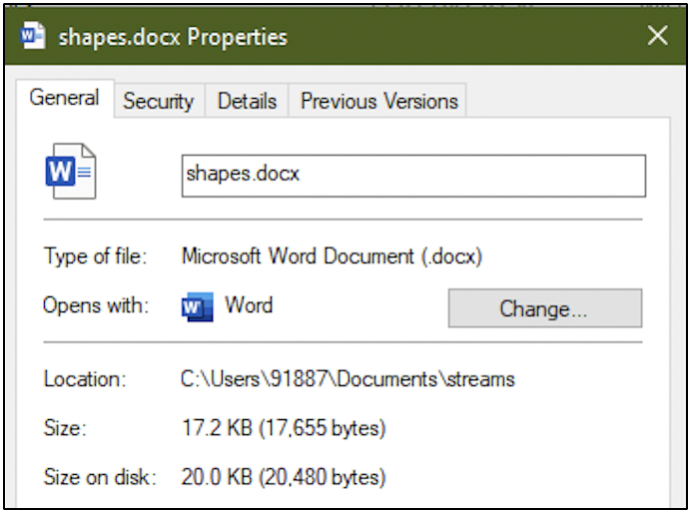 shapes.docx Properties
General Security Details Previous Versions
W shapes.docx
Type of file: Microsoft Word Document (.docx)
Opens with: W Word Change...
Location: C:\Users\91887\Documents\streams
Size: 17.2 KB (17,655 bytes)
Size on disk: 20.0 KB (20,480 bytes)